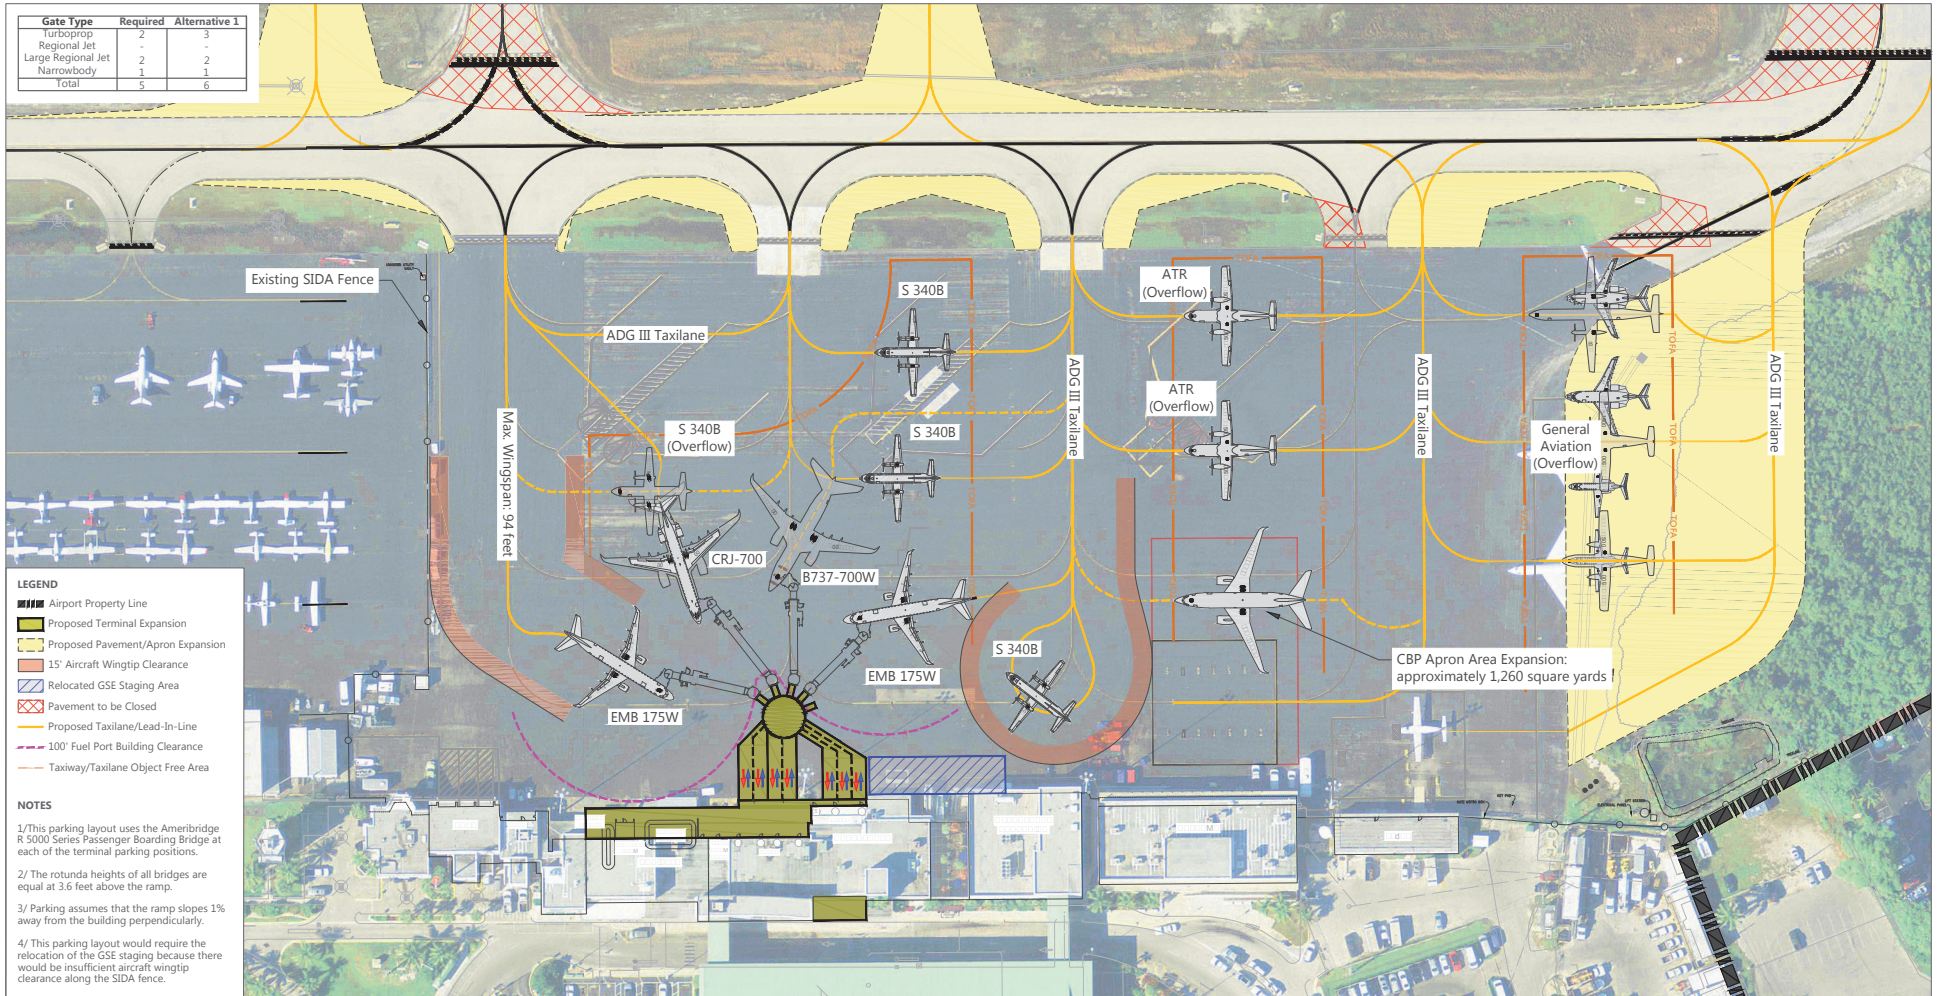 Gate Type Required Alternative 1
Turboprop 2 3
Regional Jet - -
Large Regional Jet 2 2
Narrowbody 1 1
Total 5 6
Existing SIDA Fence
ADG III Taxilane
S 340B
ATR
(Overflow)
ADG III Taxilane
ADG III Taxilane
ADG III Taxilane
TOFA
TOFA
TOFA
TOFA
ATR
(Overflow)
Max. Wingspan: 94 feet
S 340B
(Overflow)
S 340B
General
Aviation
(Overflow)
CRJ-700
B737-700W
S 340B
EMB 175W
EMB 175W
CBP Apron Area Expansion:
approximately 1,260 square yards
LEGEND
Airport Property Line
Proposed Terminal Expansion
Proposed Pavement/Apron Expansion
15' Aircraft Wingtip Clearance
Relocated GSE Staging Area
Pavement to be Closed
Proposed Taxilane/Lead-In-Line
100' Fuel Port Building Clearance
Taxiway/Taxilane Object Free Area
NOTES
1/This parking layout uses the Ameribridge
R 5000 Series Passenger Boarding Bridge at
each of the terminal parking positions.
2/ The rotunda heights of all bridges are
equal at 3.6 feet above the ramp.
3/ Parking assumes that the ramp slopes 1%
away from the building perpendicularly.
4/ This parking layout would require the
relocation of the GSE staging because there
would be insufficient aircraft wingtip
clearance along the SIDA fence.